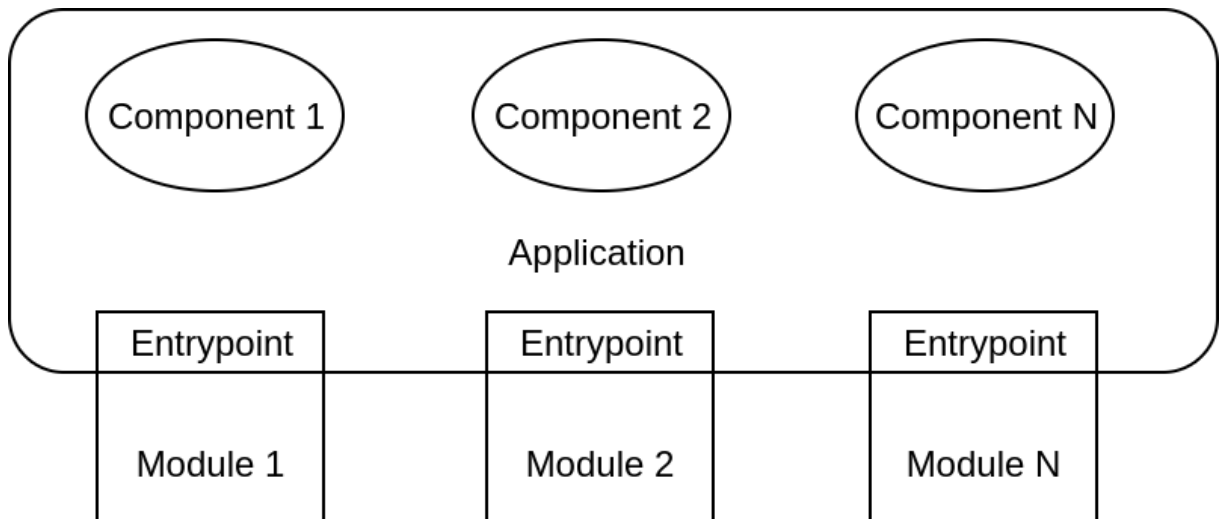 Component 1
Component 2
Component N
Application
Entrypoint
Entrypoint
Entrypoint
Module 1
Module 2
Module N